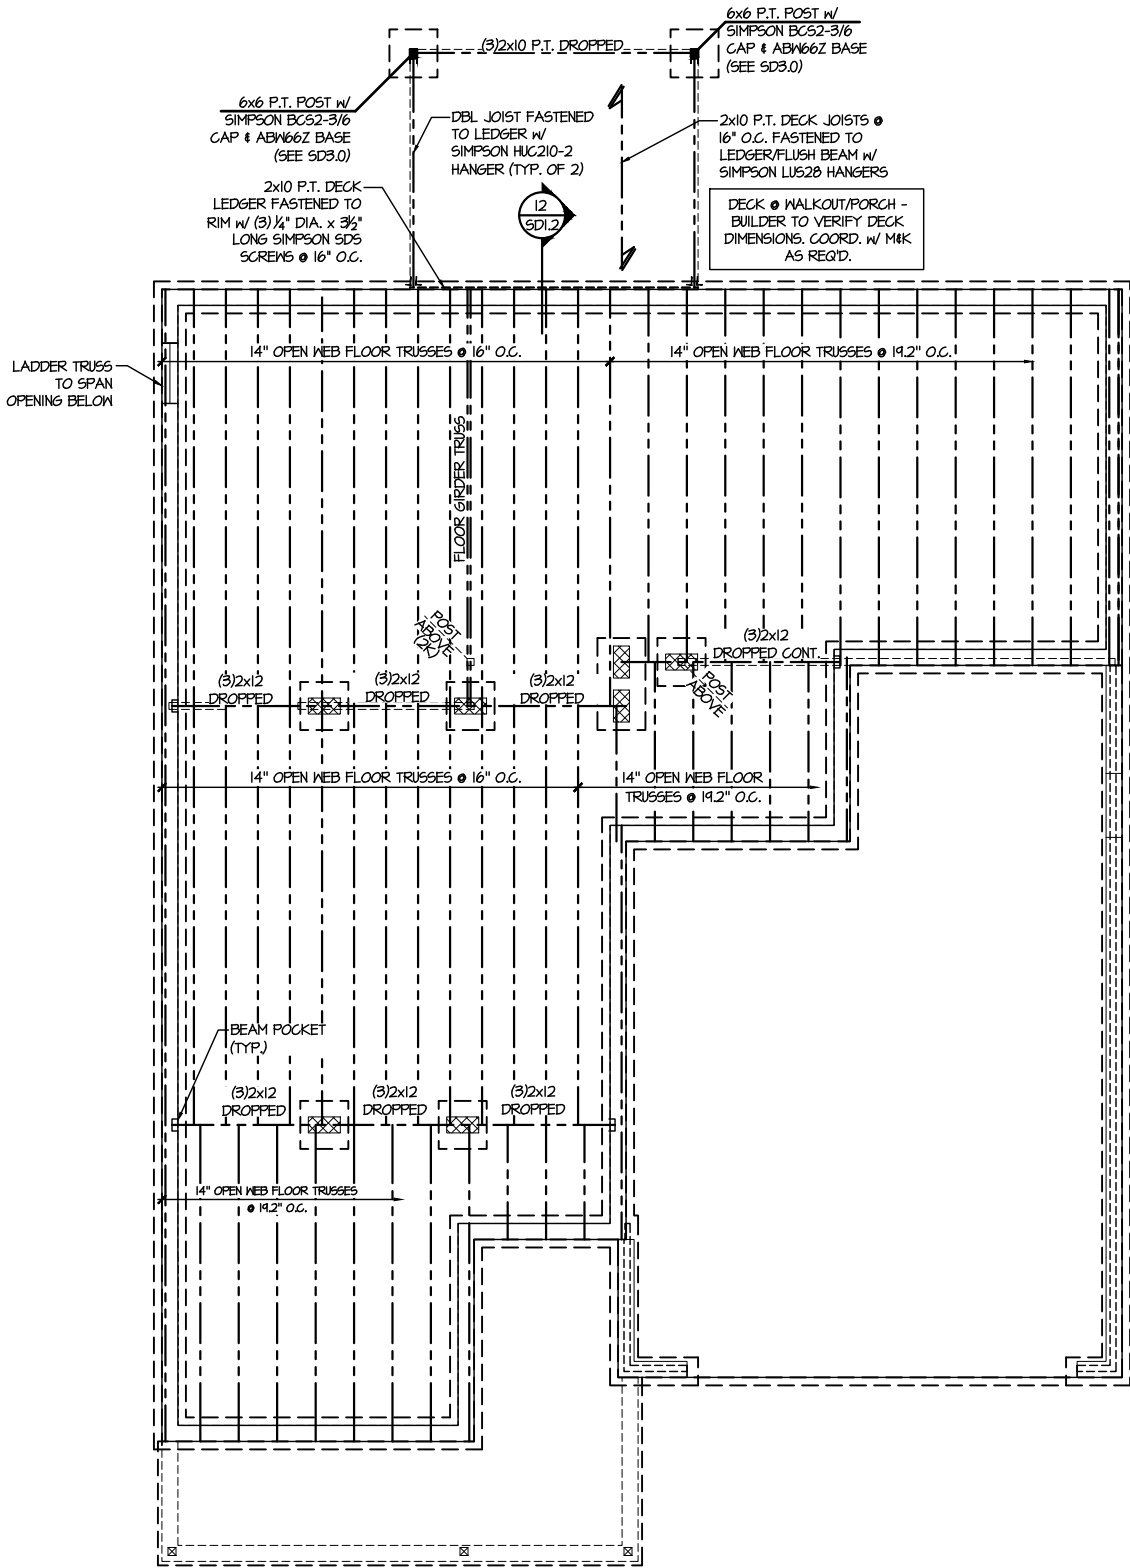 6x6 P.T. POST W/
SIMPSON BCS2-3/6
CAP & ABW66Z BASE
(SEE SD3.0)
(3)2x10 P.T. DROPPED
6x6 P.T. POST W/
SIMPSON BCS2-3/6
CAP & ABW66Z BASE
(SEE SD3.0)
DBL JOIST FASTENED
TO LEDGER W/
SIMPSON HUC210-2
HANGER (TYP. OF 2)
2x10 P.T. DECK JOISTS @
16" O.C. FASTENED TO
LEDGER/FLUSH BEAM W/
SIMPSON LUS28 HANGERS
2x10 P.T. DECK
LEDGER FASTENED TO
RIM W/ (3) 1/4" DIA. x 3 1/2"
LONG SIMPSON SDS
SCREWS @ 16" O.C.
12
SD1.2
DECK @ WALKOUT/PORCH -
BUILDER TO VERIFY DECK
DIMENSIONS. COORD. W/ M&K
AS REQ'D.
14" OPEN WEB FLOOR TRUSSES @ 16" O.C.
14" OPEN WEB FLOOR TRUSSES @ 19.2" O.C.
LADDER TRUSS
TO SPAN
OPENING BELOW
FLOOR GIRDER TRUSS
POST
ABOVE
(2K)
(3)2x12
DROPPED CONT.
POST
ABOVE
(3)2x12
DROPPED
(3)2x12
DROPPED
(3)2x12
DROPPED
14" OPEN WEB FLOOR TRUSSES @ 16" O.C.
14" OPEN WEB FLOOR
TRUSSES @ 19.2" O.C.
BEAM POCKET
(TYP.)
(3)2x12
DROPPED
(3)2x12
DROPPED
(3)2x12
DROPPED
14" OPEN WEB FLOOR TRUSSES
@ 19.2" O.C.